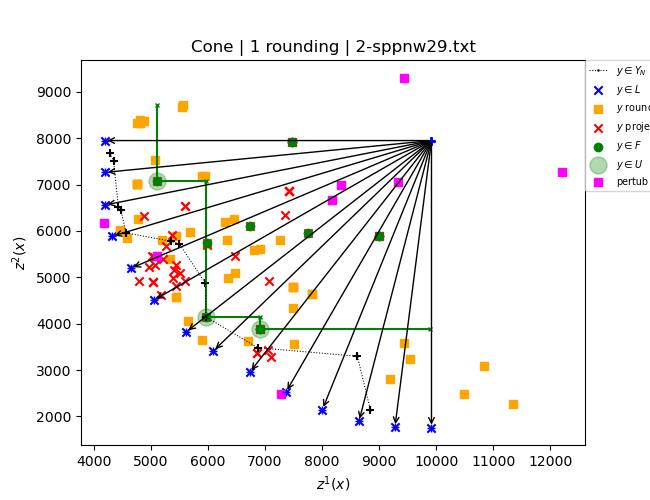 Cone | 1 rounding | 2-sppnw29.txt
z²(x)
9000
8000
7000
6000
5000
4000
3000
2000
4000 5000 6000 7000 8000 9000 10000 11000 12000
z¹(x)
y ∈ Y_N
y ∈ L
y roun
y proje
y ∈ F
y ∈ U
pertub